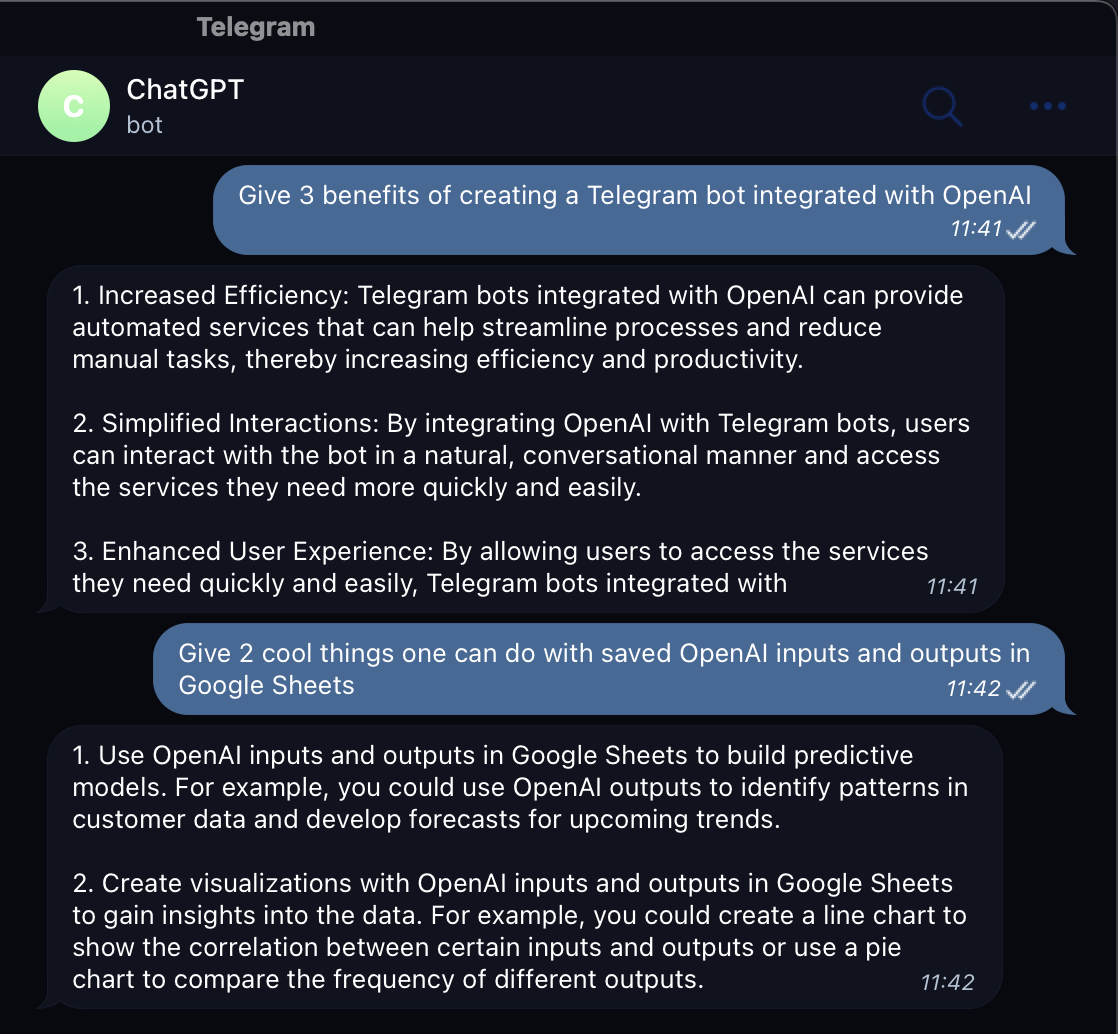 Telegram
C
ChatGPT
bot
Give 3 benefits of creating a Telegram bot integrated with OpenAI
11:41
1. Increased Efficiency: Telegram bots integrated with OpenAI can provide
automated services that can help streamline processes and reduce
manual tasks, thereby increasing efficiency and productivity.
2. Simplified Interactions: By integrating OpenAI with Telegram bots, users
can interact with the bot in a natural, conversational manner and access
the services they need more quickly and easily.
3. Enhanced User Experience: By allowing users to access the services
they need quickly and easily, Telegram bots integrated with
11:41
Give 2 cool things one can do with saved OpenAI inputs and outputs in
Google Sheets
11:42
1. Use OpenAI inputs and outputs in Google Sheets to build predictive
models. For example, you could use OpenAI outputs to identify patterns in
customer data and develop forecasts for upcoming trends.
2. Create visualizations with OpenAI inputs and outputs in Google Sheets
to gain insights into the data. For example, you could create a line chart to
show the correlation between certain inputs and outputs or use a pie
chart to compare the frequency of different outputs.
11:42